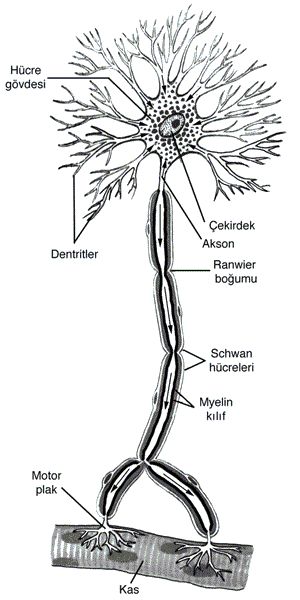 Hücre
gövdesi
Çekirdek
Akson
Dentritler
Ranwier
boğumu
Schwan
hücreleri
Myelin
kılıf
Motor
plak
Kas